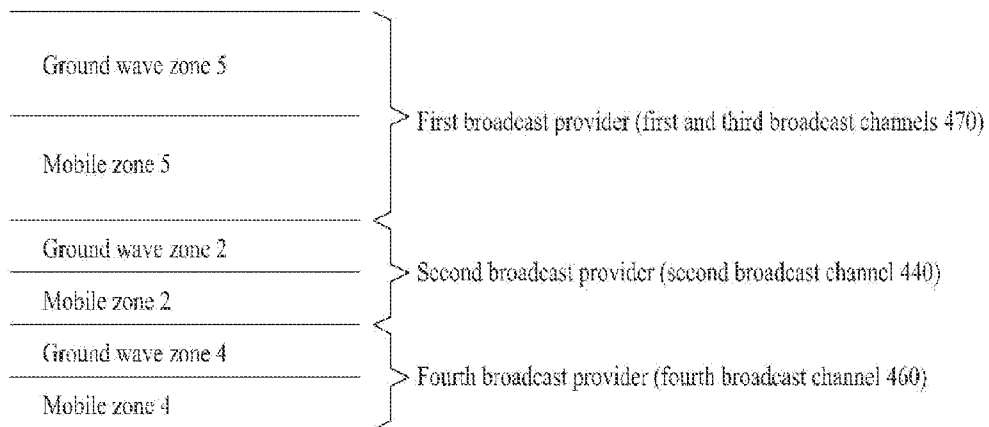 Ground wave zone 5
First broadcast provider (first and third broadcast channels 470)
Mobile zone 5
Ground wave zone 2
Second broadcast provider (second broadcast channel 440)
Mobile zone 2
Ground wave zone 4
Fourth broadcast provider (fourth broadcast channel 460)
Mobile zone 4